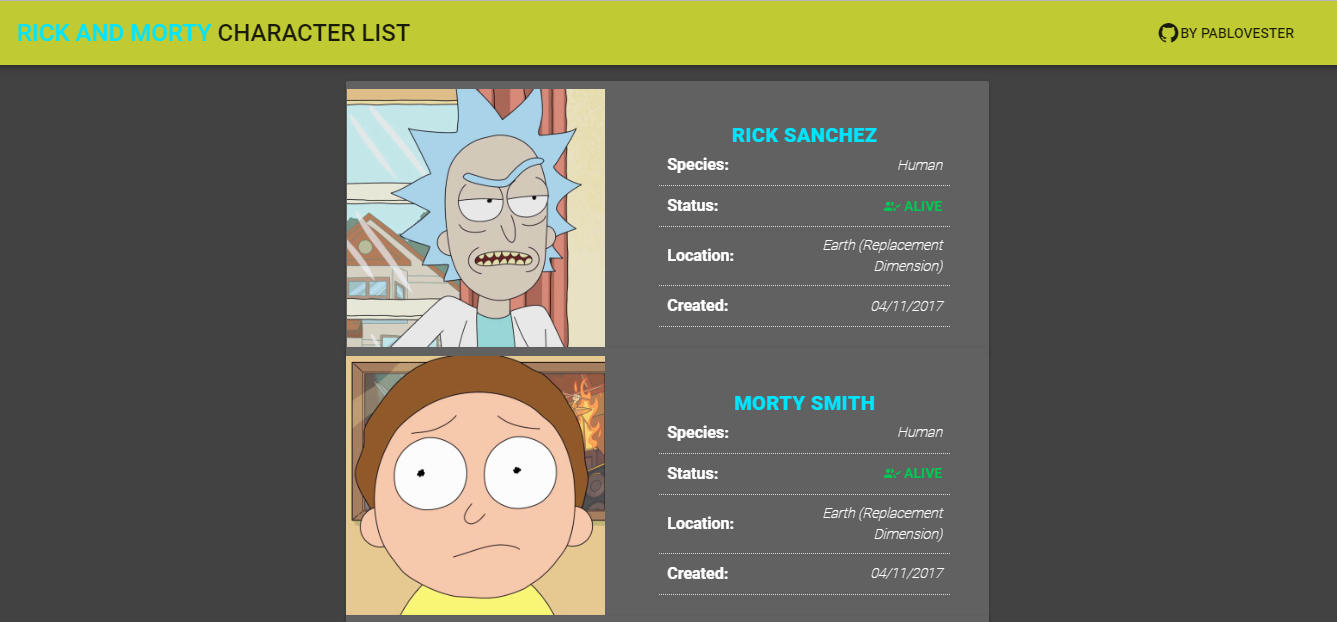 RICK AND MORTY CHARACTER LIST
BY PABLOVESTER
RICK SANCHEZ
Species: Human
Status: ALIVE
Location: Earth (Replacement
Dimension)
Created: 04/11/2017
MORTY SMITH
Species: Human
Status: ALIVE
Location: Earth (Replacement
Dimension)
Created: 04/11/2017